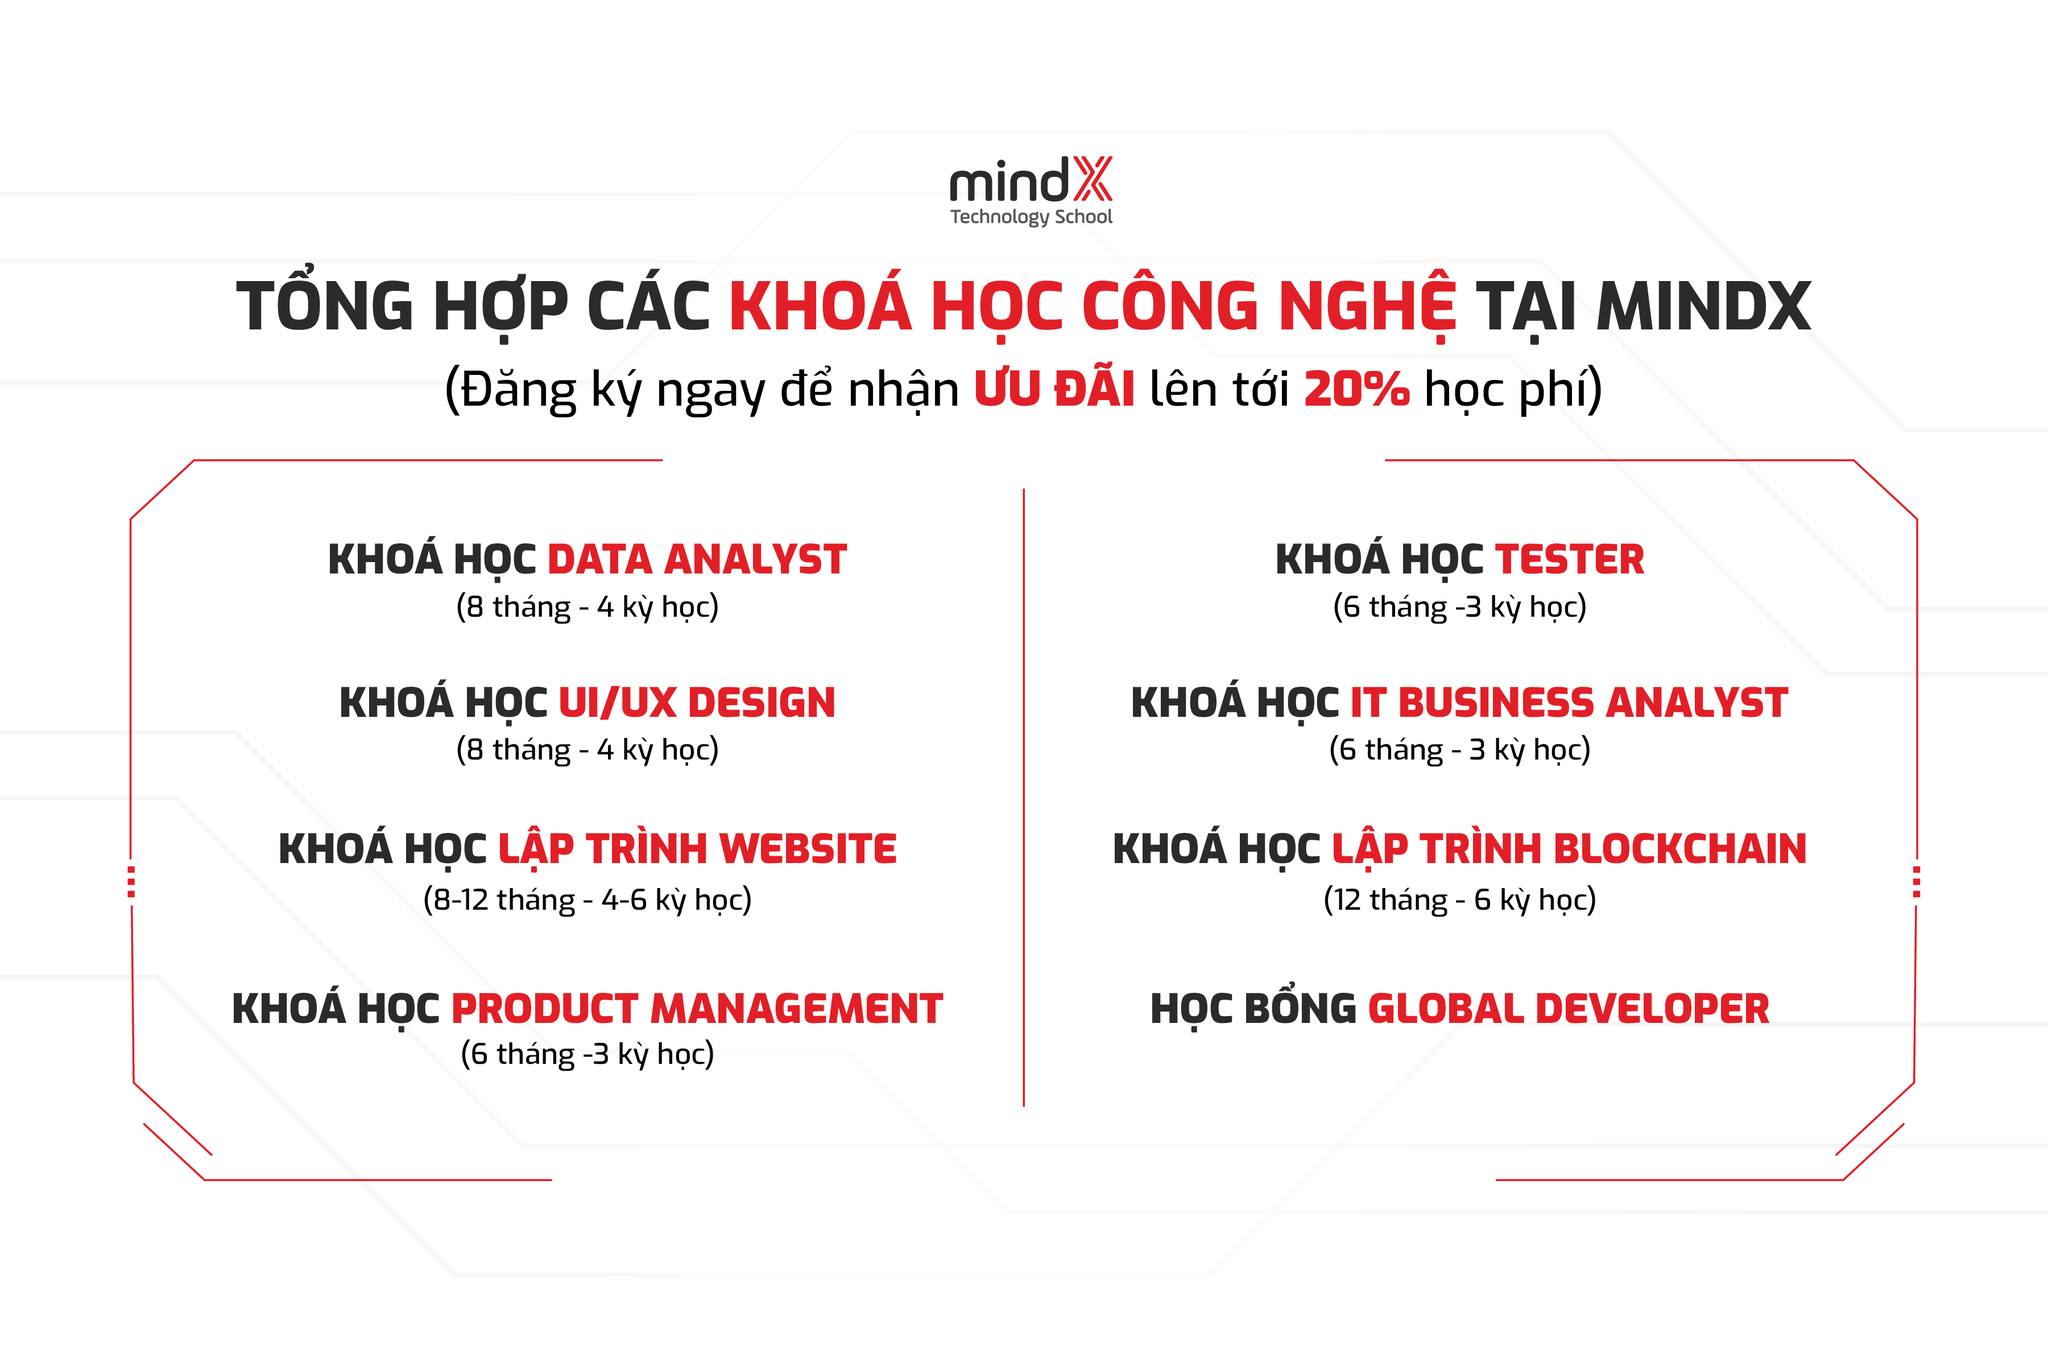 mindX
Technology School
TỔNG HỢP CÁC KHOÁ HỌC CÔNG NGHỆ TẠI MINDX
(Đăng ký ngay để nhận ƯU ĐÃI lên tới 20% học phí)
KHOÁ HỌC DATA ANALYST
(8 tháng - 4 kỳ học)
KHOÁ HỌC UI/UX DESIGN
(8 tháng - 4 kỳ học)
KHOÁ HỌC LẬP TRÌNH WEBSITE
(8-12 tháng - 4-6 kỳ học)
KHOÁ HỌC PRODUCT MANAGEMENT
(6 tháng -3 kỳ học)
KHOÁ HỌC TESTER
(6 tháng -3 kỳ học)
KHOÁ HỌC IT BUSINESS ANALYST
(6 tháng - 3 kỳ học)
KHOÁ HỌC LẬP TRÌNH BLOCKCHAIN
(12 tháng - 6 kỳ học)
HỌC BỔNG GLOBAL DEVELOPER